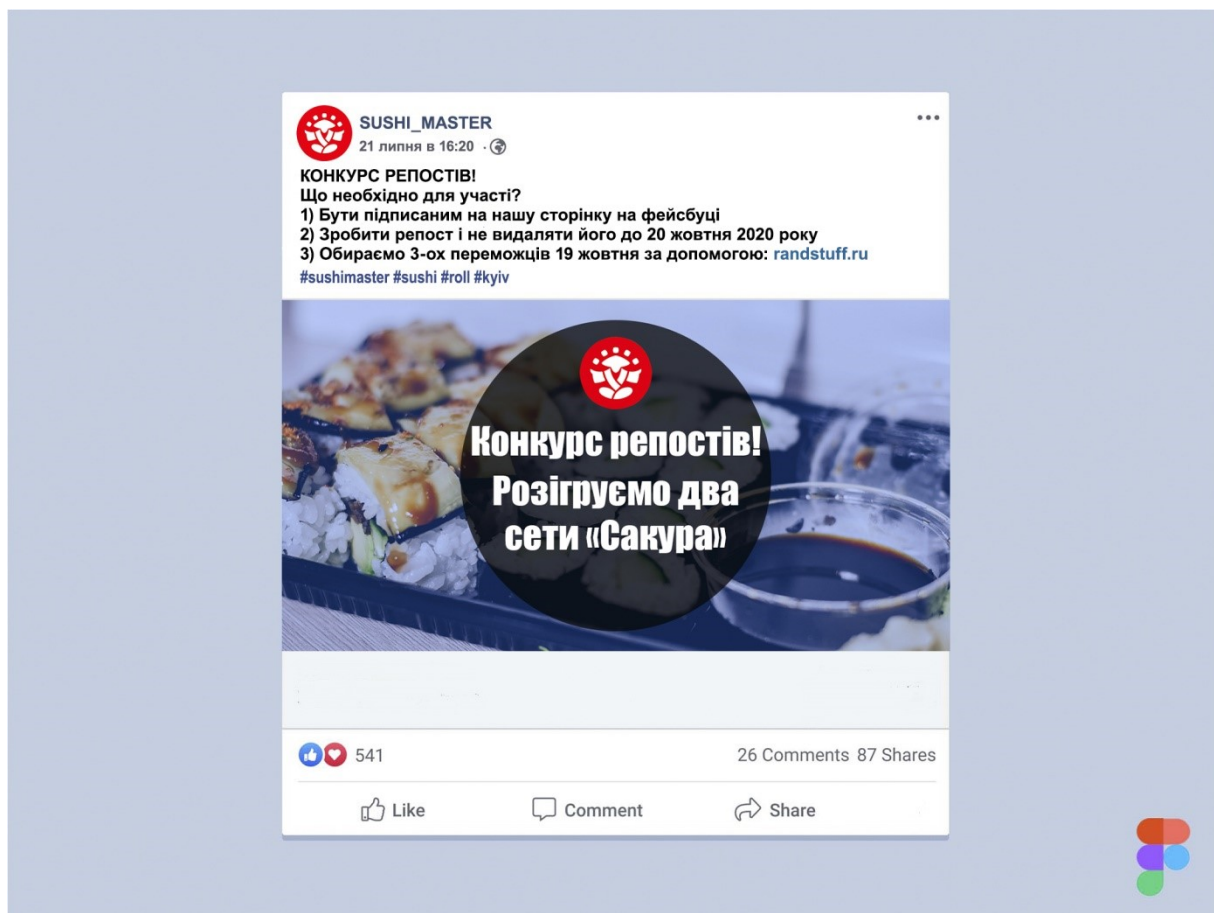 SUSHI_MASTER
21 липня в 16:20 ·
КОНКУРС РЕПОСТІВ!
Що необхідно для участі?
1) Бути підписаним на нашу сторінку на фейсбуці
2) Зробити репост і не видаляти його до 20 жовтня 2020 року
3) Обираємо 3-ох переможців 19 жовтня за допомогою: randstuff.ru
#sushimaster #sushi #roll #kyiv
Конкурс репостів!
Розігруємо два
сети «Сакура»
541
26 Comments 87 Shares
Like Comment Share